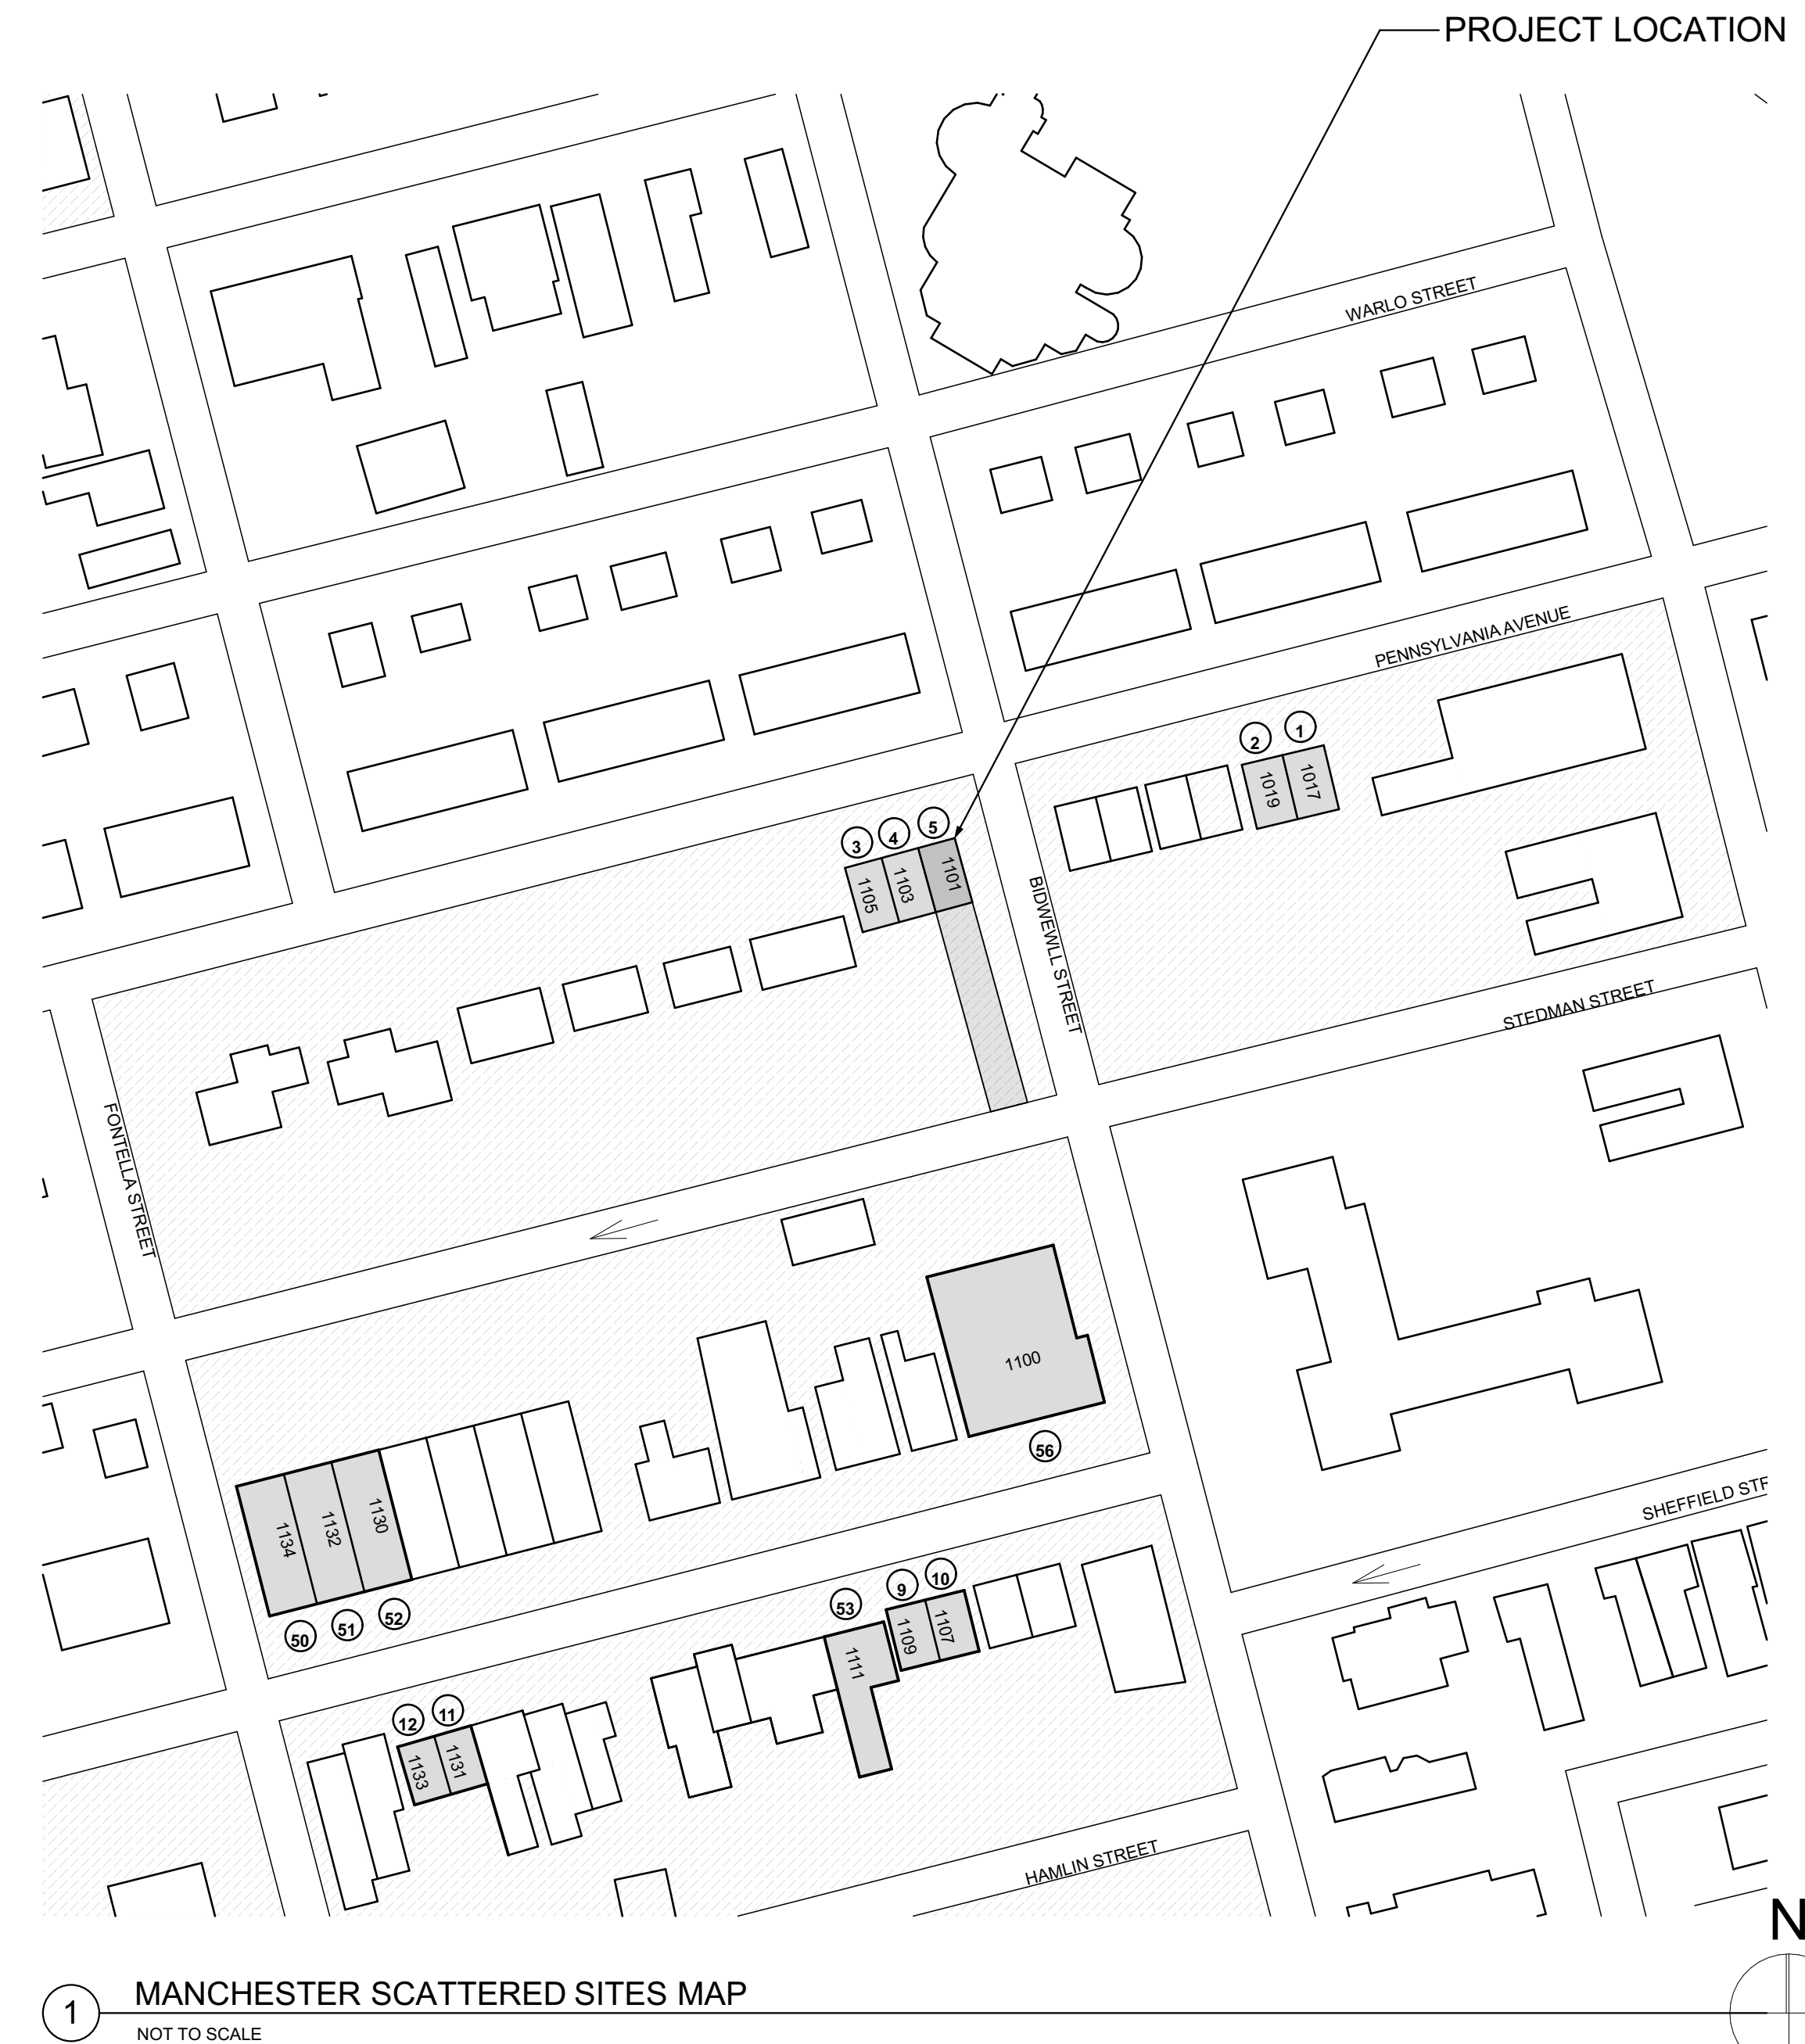 PROJECT LOCATION
WARLO STREET
PENNSYLVANIA AVENUE
2
1
1019
1017
3
4
5
1105
1103
1101
BIDWEWLL STREET
STEDMAN STREET
FONTELLA STREET
1100
56
SHEFFIELD STR
1134
1132
1130
50
51
52
53
9
10
1111
1109
1107
12
11
1133
1131
HAMLIN STREET
N
1
MANCHESTER SCATTERED SITES MAP
NOT TO SCALE